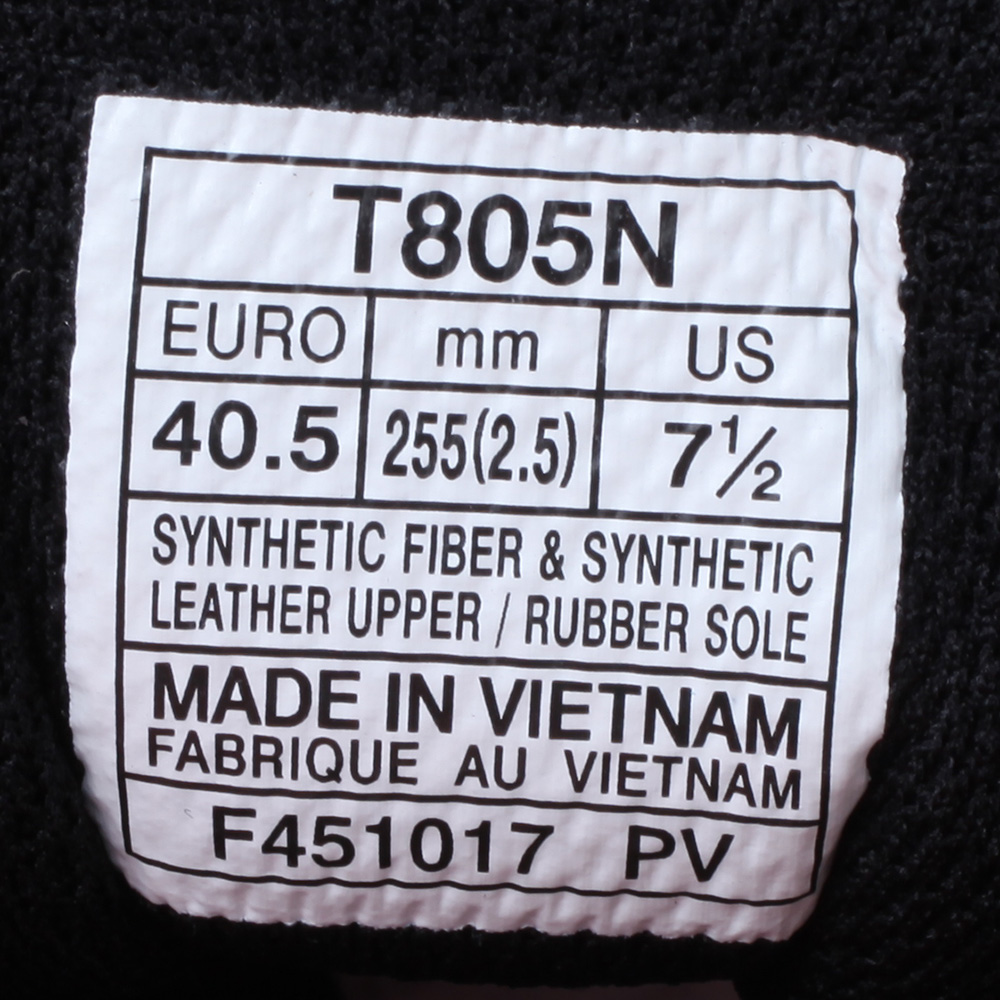 T805N
EURO mm US
40.5 255(2.5) 7½
SYNTHETIC FIBER & SYNTHETIC
LEATHER UPPER / RUBBER SOLE
MADE IN VIETNAM
FABRIQUE AU VIETNAM
F451017 PV